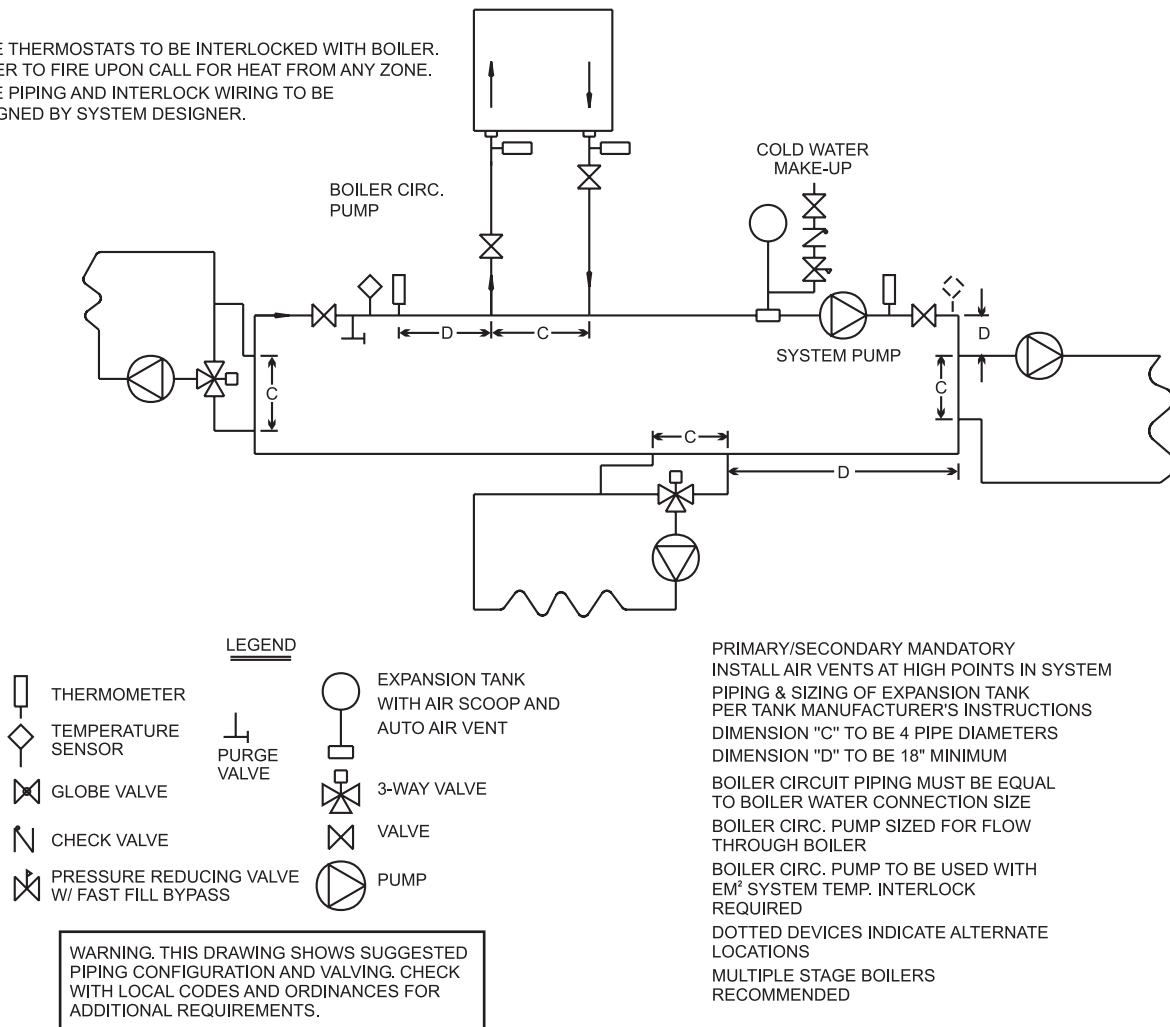 E THERMOSTATS TO BE INTERLOCKED WITH BOILER.
ER TO FIRE UPON CALL FOR HEAT FROM ANY ZONE.
E PIPING AND INTERLOCK WIRING TO BE
GNED BY SYSTEM DESIGNER.
BOILER CIRC.
PUMP
COLD WATER
MAKE-UP
D
C
SYSTEM PUMP
D
C
C
C
D
LEGEND
THERMOMETER
TEMPERATURE
SENSOR
GLOBE VALVE
CHECK VALVE
PRESSURE REDUCING VALVE
W/ FAST FILL BYPASS
PURGE
VALVE
EXPANSION TANK
WITH AIR SCOOP AND
AUTO AIR VENT
3-WAY VALVE
VALVE
PUMP
PRIMARY/SECONDARY MANDATORY
INSTALL AIR VENTS AT HIGH POINTS IN SYSTEM
PIPING & SIZING OF EXPANSION TANK
PER TANK MANUFACTURER'S INSTRUCTIONS
DIMENSION "C" TO BE 4 PIPE DIAMETERS
DIMENSION "D" TO BE 18" MINIMUM
BOILER CIRCUIT PIPING MUST BE EQUAL
TO BOILER WATER CONNECTION SIZE
BOILER CIRC. PUMP SIZED FOR FLOW
THROUGH BOILER
BOILER CIRC. PUMP TO BE USED WITH
EM² SYSTEM TEMP. INTERLOCK
REQUIRED
DOTTED DEVICES INDICATE ALTERNATE
LOCATIONS
MULTIPLE STAGE BOILERS
RECOMMENDED
WARNING. THIS DRAWING SHOWS SUGGESTED
PIPING CONFIGURATION AND VALVING. CHECK
WITH LOCAL CODES AND ORDINANCES FOR
ADDITIONAL REQUIREMENTS.